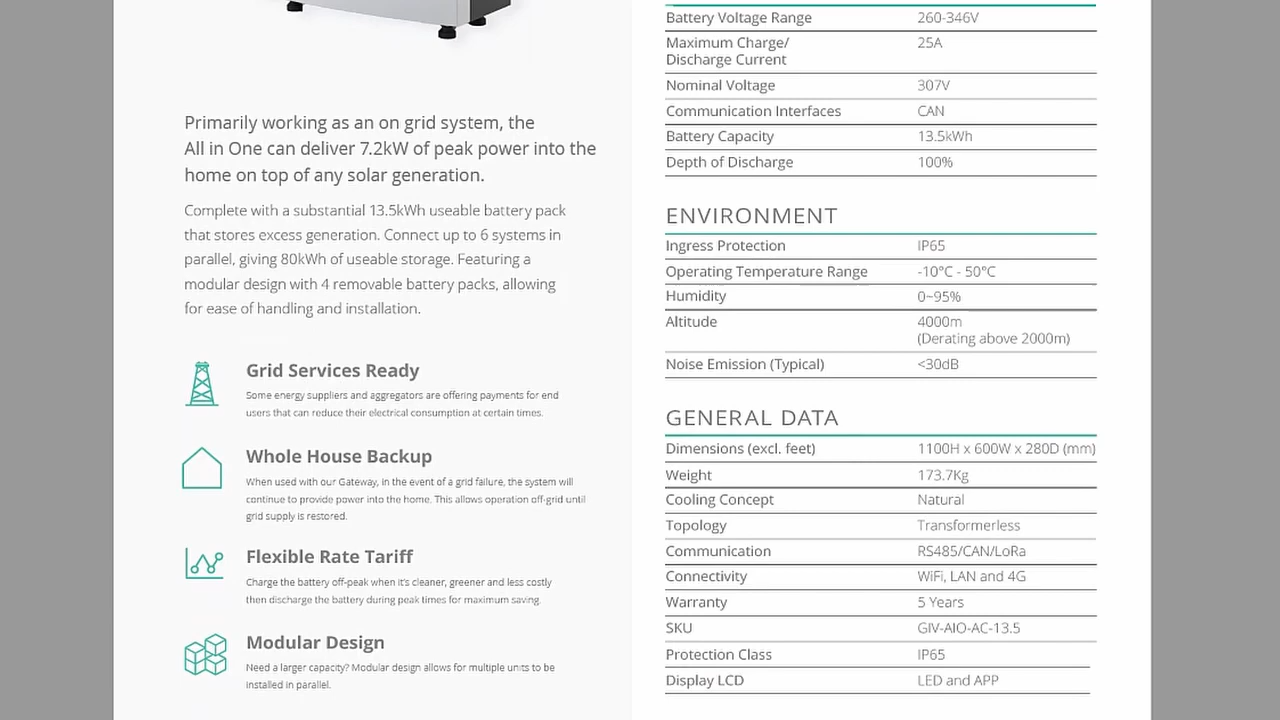 Primarily working as an on grid system, the
All in One can deliver 7.2kW of peak power into the
home on top of any solar generation.
Complete with a substantial 13.5kWh useable battery pack
that stores excess generation. Connect up to 6 systems in
parallel, giving 80kWh of useable storage. Featuring a
modular design with 4 removable battery packs, allowing
for ease of handling and installation.
Grid Services Ready
Some energy suppliers and aggregators are offering payments for end
users that can reduce their electrical consumption at certain times.
Whole House Backup
When used with our Gateway, in the event of a grid failure, the system will
continue to provide power into the home. This allows operation off-grid until
grid supply is restored.
Flexible Rate Tariff
Charge the battery off-peak when it's cleaner, greener and less costly
then discharge the battery during peak times for maximum saving.
Modular Design
Need a larger capacity? Modular design allows for multiple units to be
installed in parallel.
Battery Voltage Range 260-346V
Maximum Charge/ 25A
Discharge Current
Nominal Voltage 307V
Communication Interfaces CAN
Battery Capacity 13.5kWh
Depth of Discharge 100%
ENVIRONMENT
Ingress Protection IP65
Operating Temperature Range -10°C - 50°C
Humidity 0~95%
Altitude 4000m
(Derating above 2000m)
Noise Emission (Typical) <30dB
GENERAL DATA
Dimensions (excl. feet) 1100H x 600W x 280D (mm)
Weight 173.7Kg
Cooling Concept Natural
Topology Transformerless
Communication RS485/CAN/LoRa
Connectivity WiFi, LAN and 4G
Warranty 5 Years
SKU GIV-AIO-AC-13.5
Protection Class IP65
Display LCD LED and APP